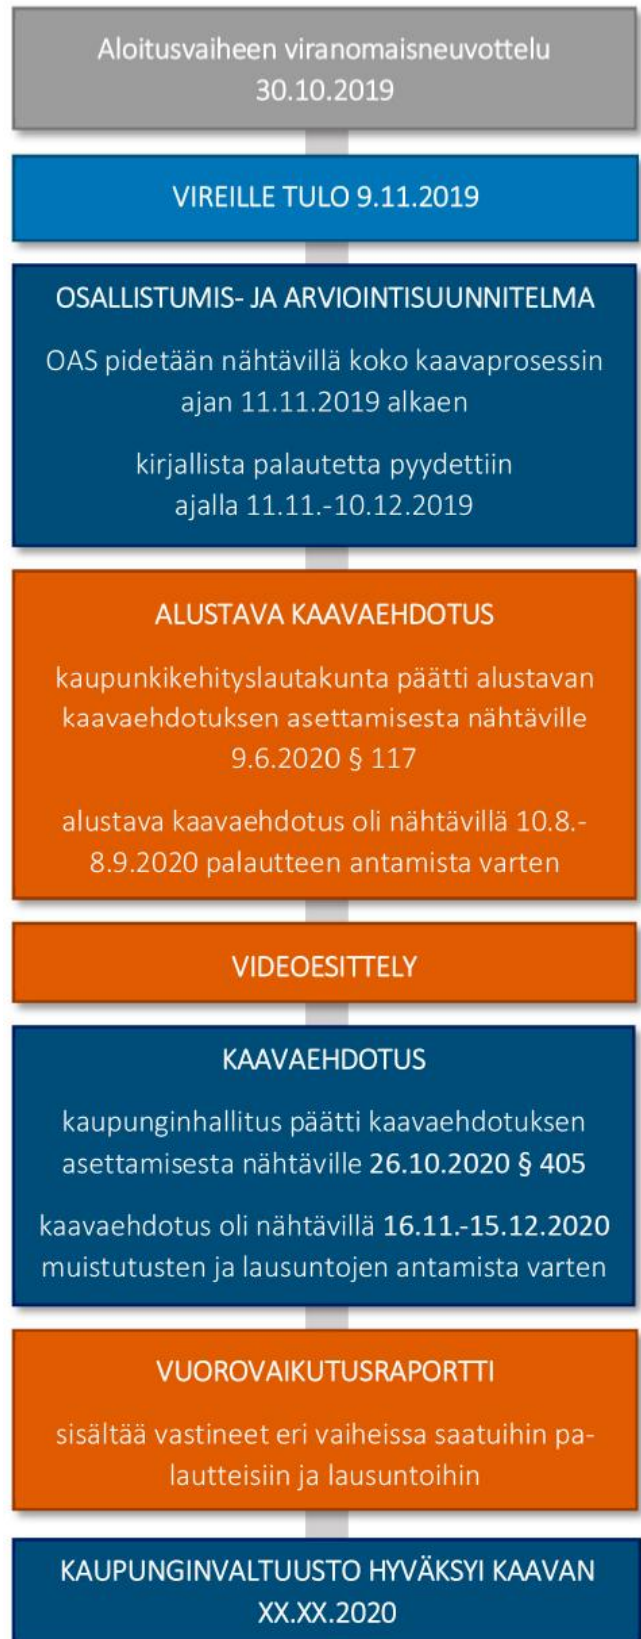 Aloitusvaiheen viranomaisneuvottelu
30.10.2019
VIREILLE TULO 9.11.2019
OSALLISTUMIS- JA ARVIOINTISUUNNITELMA
OAS pidetään nähtävillä koko kaavaprosessin
ajan 11.11.2019 alkaen
kirjallista palautetta pyydettiin
ajalla 11.11.-10.12.2019
ALUSTAVA KAAVAEHDOTUS
kaupunkikehityslautakunta päätti alustavan
kaavaehdotuksen asettamisesta nähtäville
9.6.2020 § 117
alustava kaavaehdotus oli nähtävillä 10.8.-
8.9.2020 palautteen antamista varten
VIDEOESITTELY
KAAVAEHDOTUS
kaupunginhallitus päätti kaavaehdotuksen
asettamisesta nähtäville 26.10.2020 § 405
kaavaehdotus oli nähtävillä 16.11.-15.12.2020
muistutusten ja lausuntojen antamista varten
VUOROVAIKUTUSRAPORTTI
sisältää vastineet eri vaiheissa saatuihin pa-
lautteisiin ja lausuntoihin
KAUPUNGINVALTUUSTO HYVÄKSYI KAAVAN
XX.XX.2020